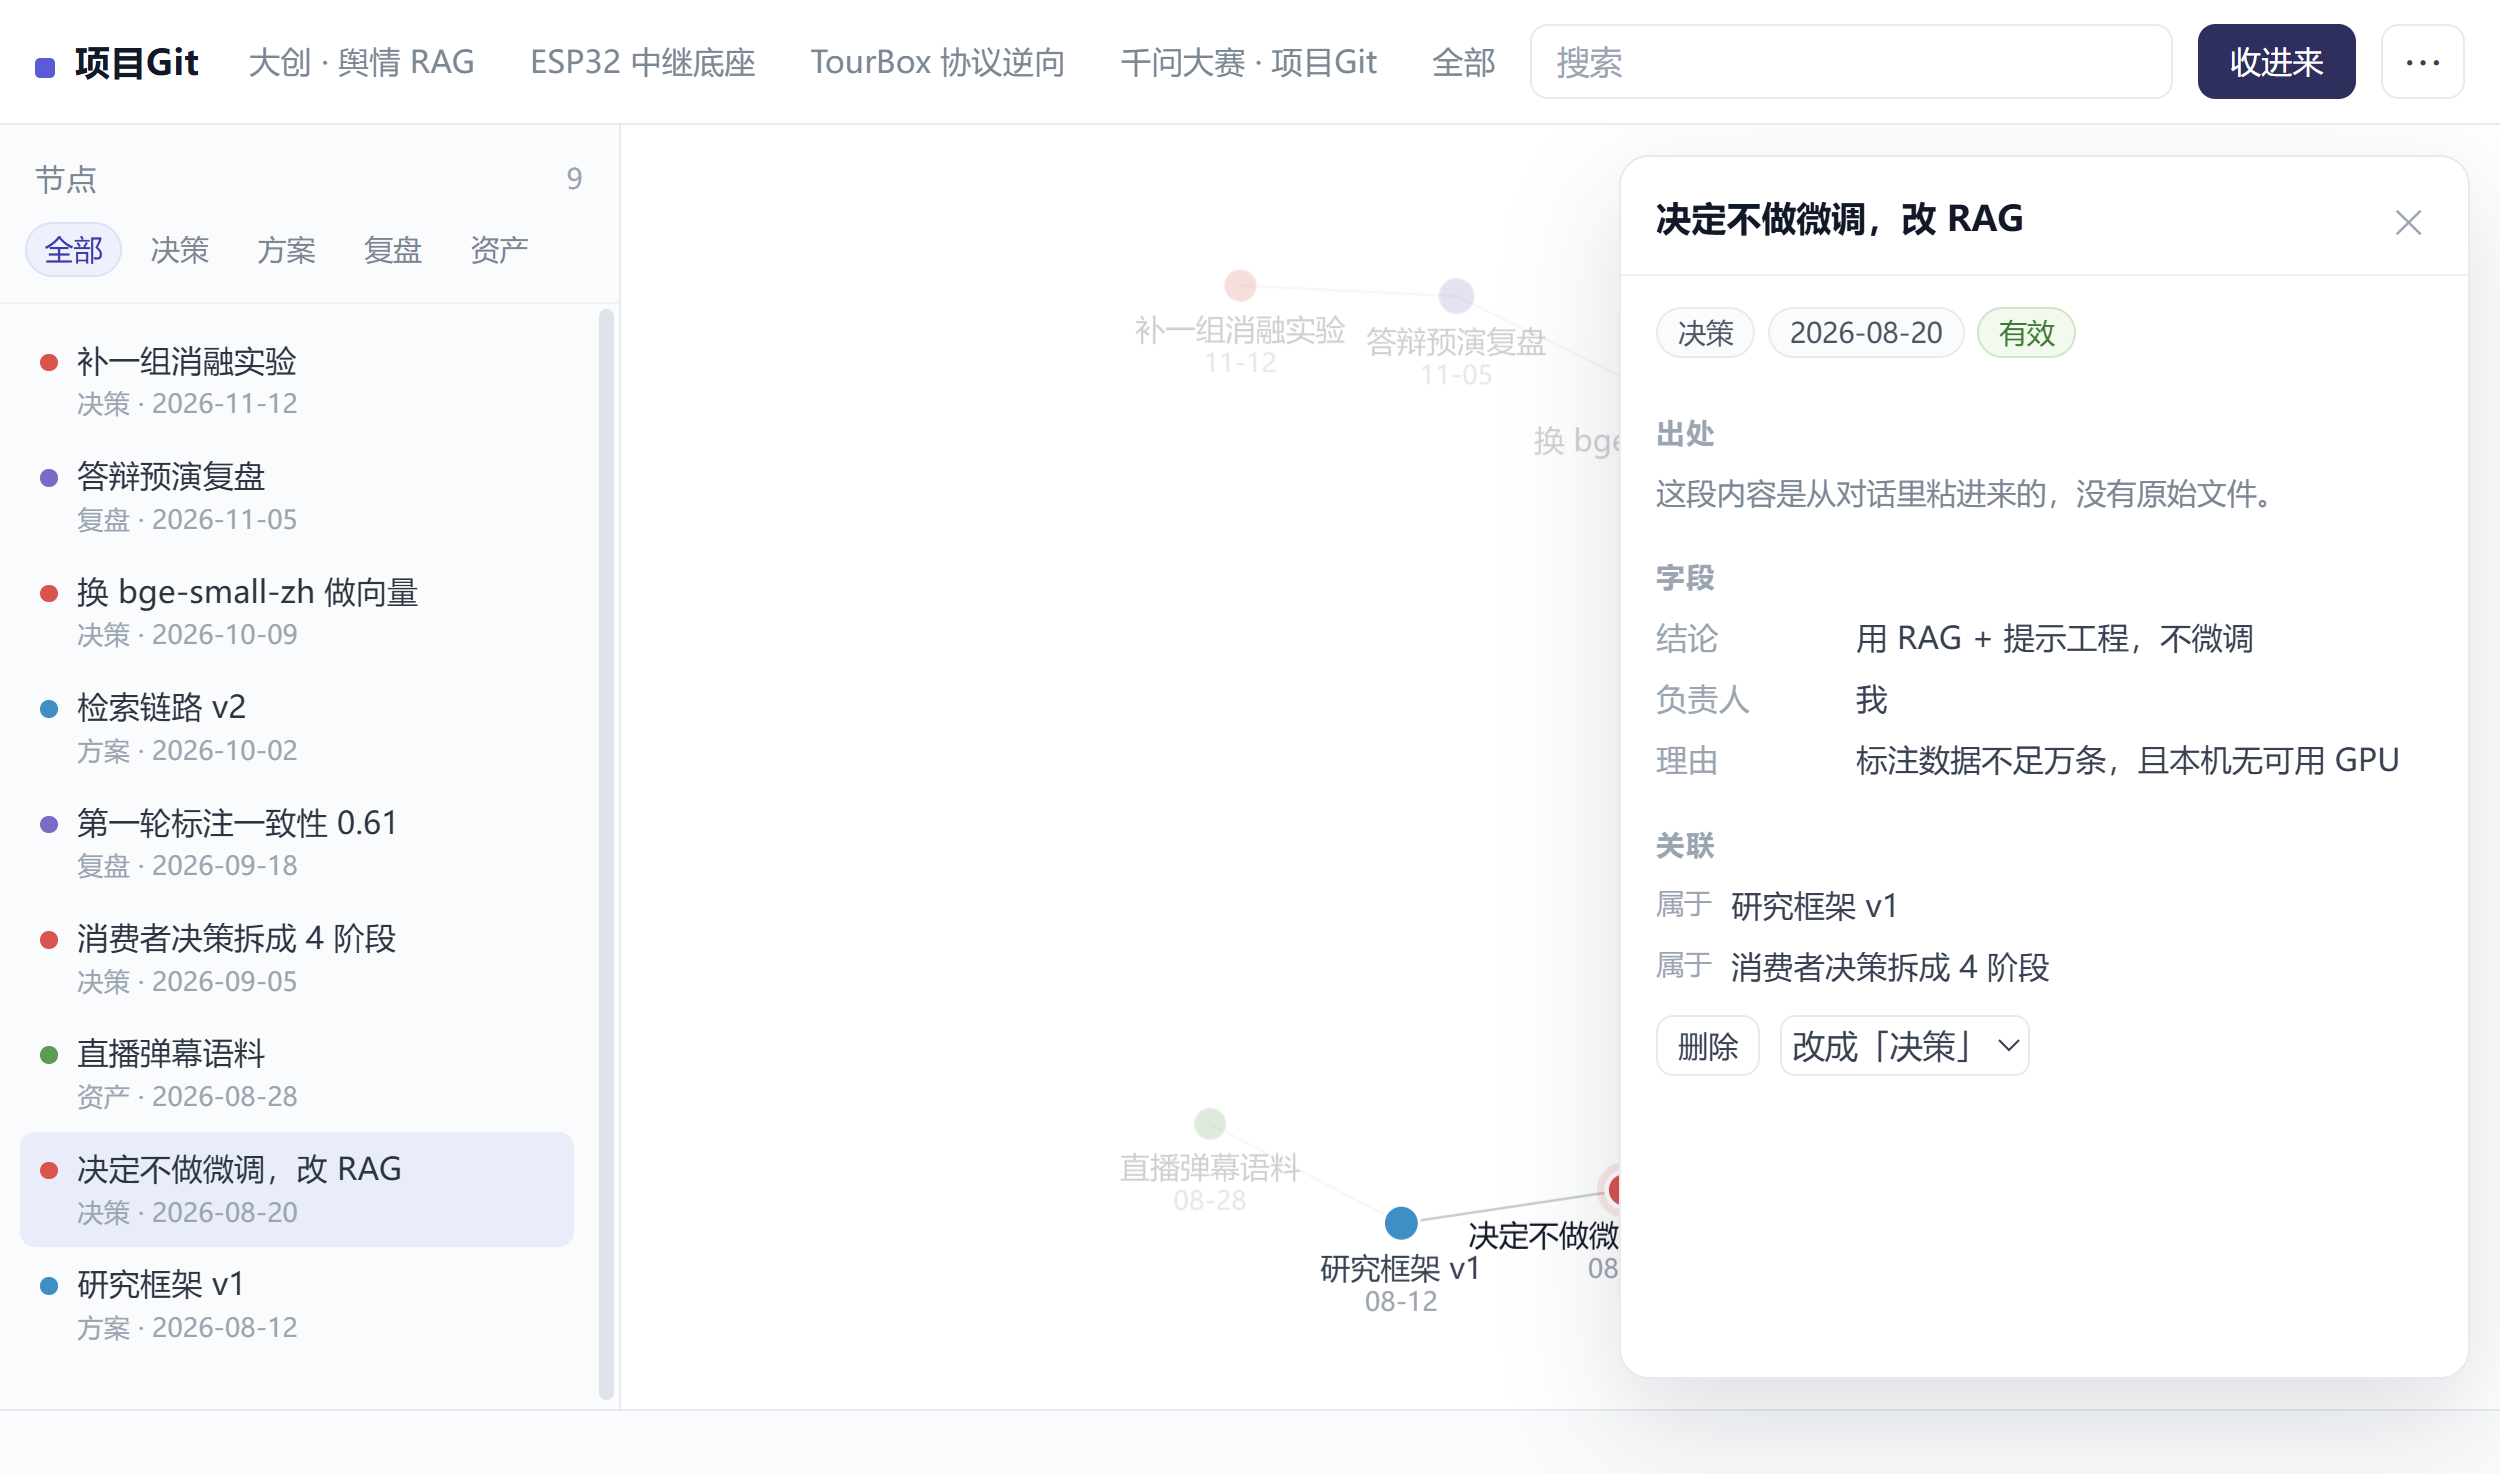 项目Git
大创 · 舆情 RAG
ESP32 中继底座
TourBox 协议逆向
千问大赛 · 项目Git
全部
搜索
收进来
···
节点
9
全部
决策
方案
复盘
资产
补一组消融实验
决策 · 2026-11-12
答辩预演复盘
复盘 · 2026-11-05
换 bge-small-zh 做向量
决策 · 2026-10-09
检索链路 v2
方案 · 2026-10-02
第一轮标注一致性 0.61
复盘 · 2026-09-18
消费者决策拆成 4 阶段
决策 · 2026-09-05
直播弹幕语料
资产 · 2026-08-28
决定不做微调，改 RAG
决策 · 2026-08-20
研究框架 v1
方案 · 2026-08-12
补一组消融实验
11-12
答辩预演复盘
11-05
换 bge
直播弹幕语料
08-28
研究框架 v1
08-12
决定不做微
08
决定不做微调，改 RAG
决策
2026-08-20
有效
出处
这段内容是从对话里粘进来的，没有原始文件。
字段
结论 用 RAG + 提示工程，不微调
负责人 我
理由 标注数据不足万条，且本机无可用 GPU
关联
属于 研究框架 v1
属于 消费者决策拆成 4 阶段
删除
改成「决策」